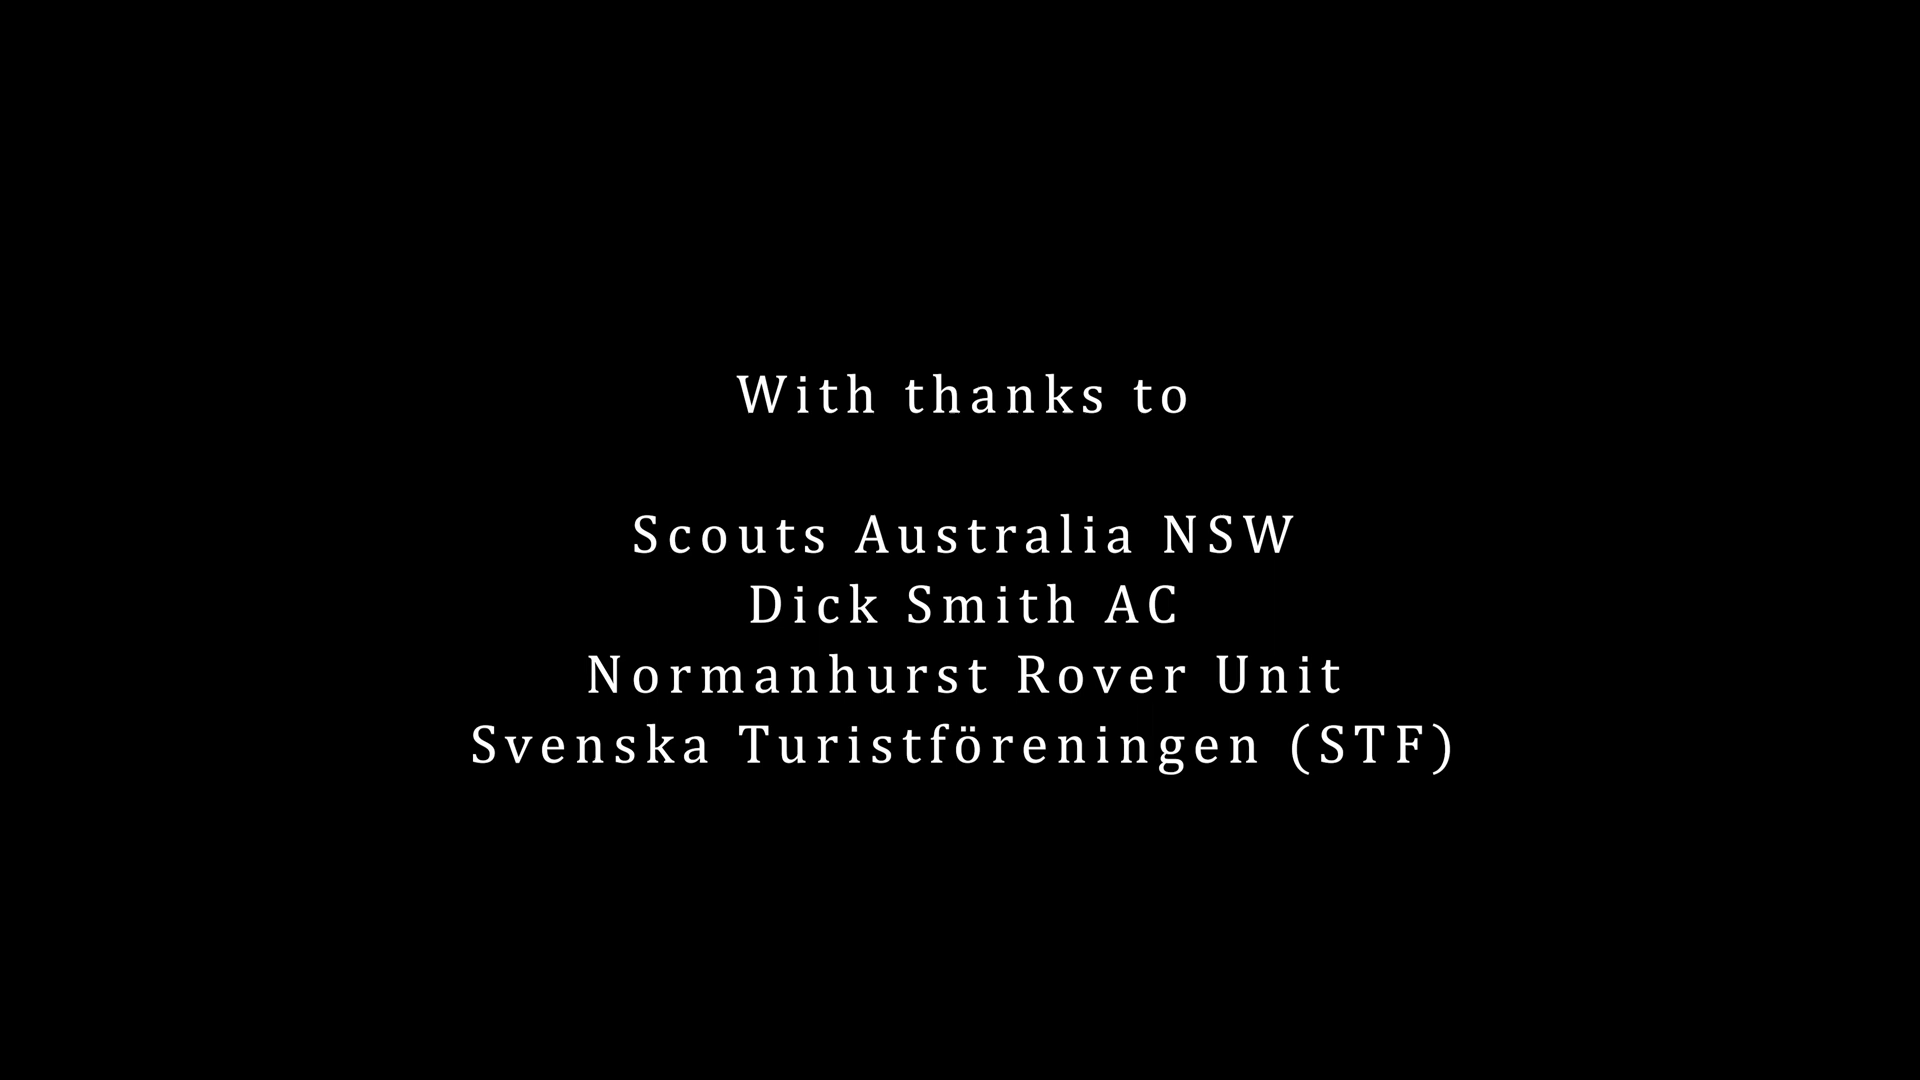 With thanks to
Scouts Australia NSW
Dick Smith AC
Normanhurst Rover Unit
Svenska Turistföreningen (STF)